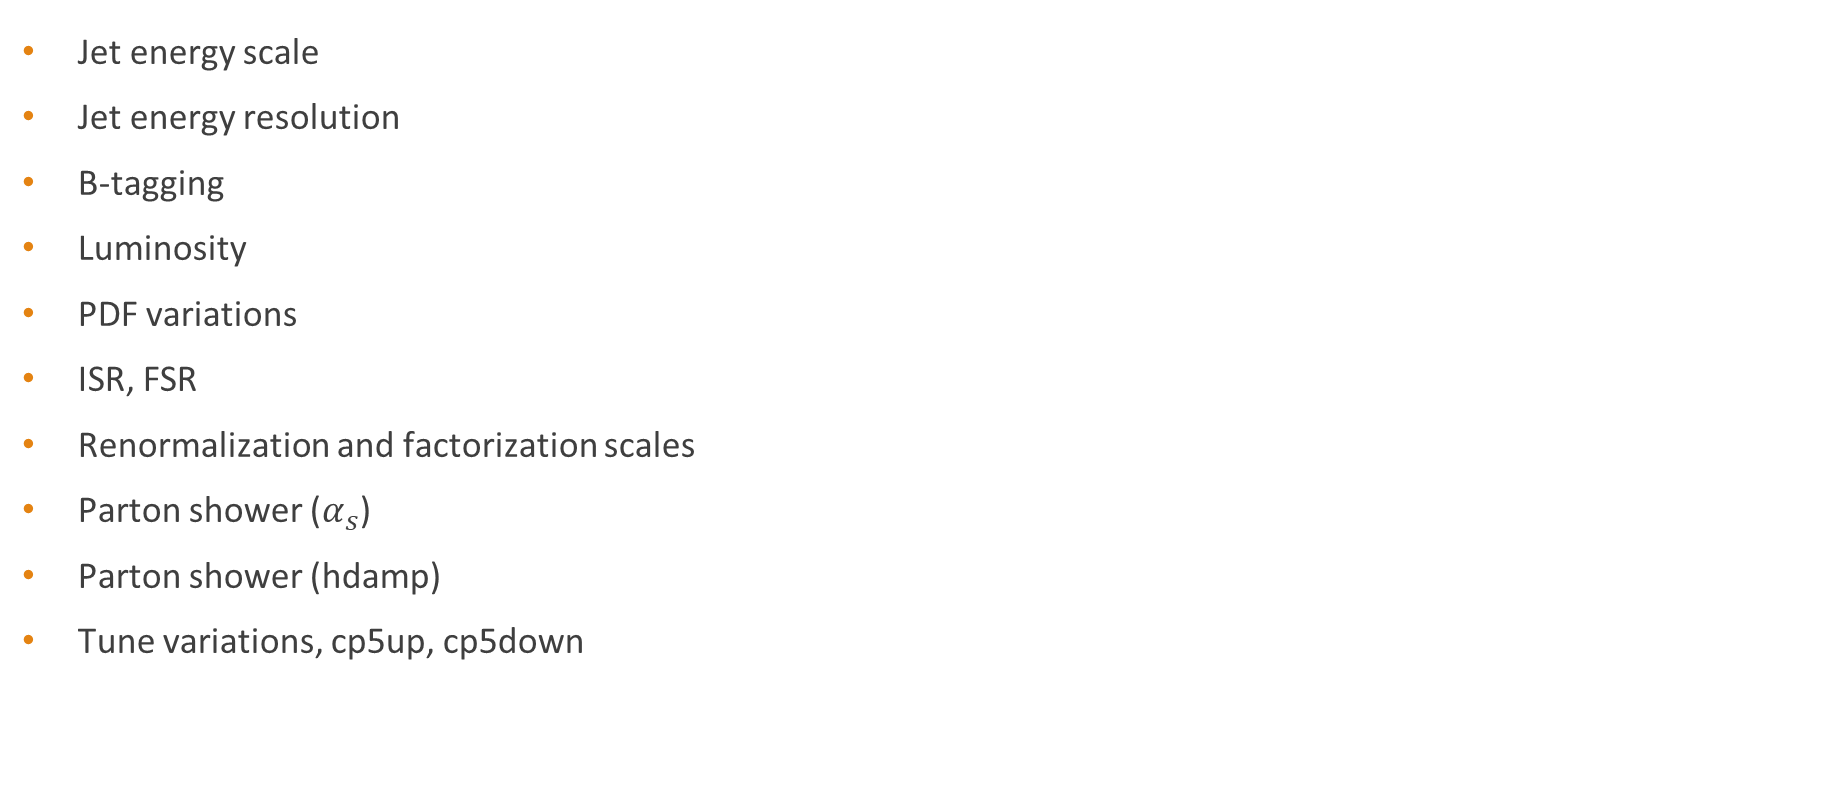 • Jet energy scale
• Jet energy resolution
• B-tagging
• Luminosity
• PDF variations
• ISR, FSR
• Renormalization and factorization scales
• Parton shower (𝛼𝑠)
• Parton shower (hdamp)
• Tune variations, cp5up, cp5down